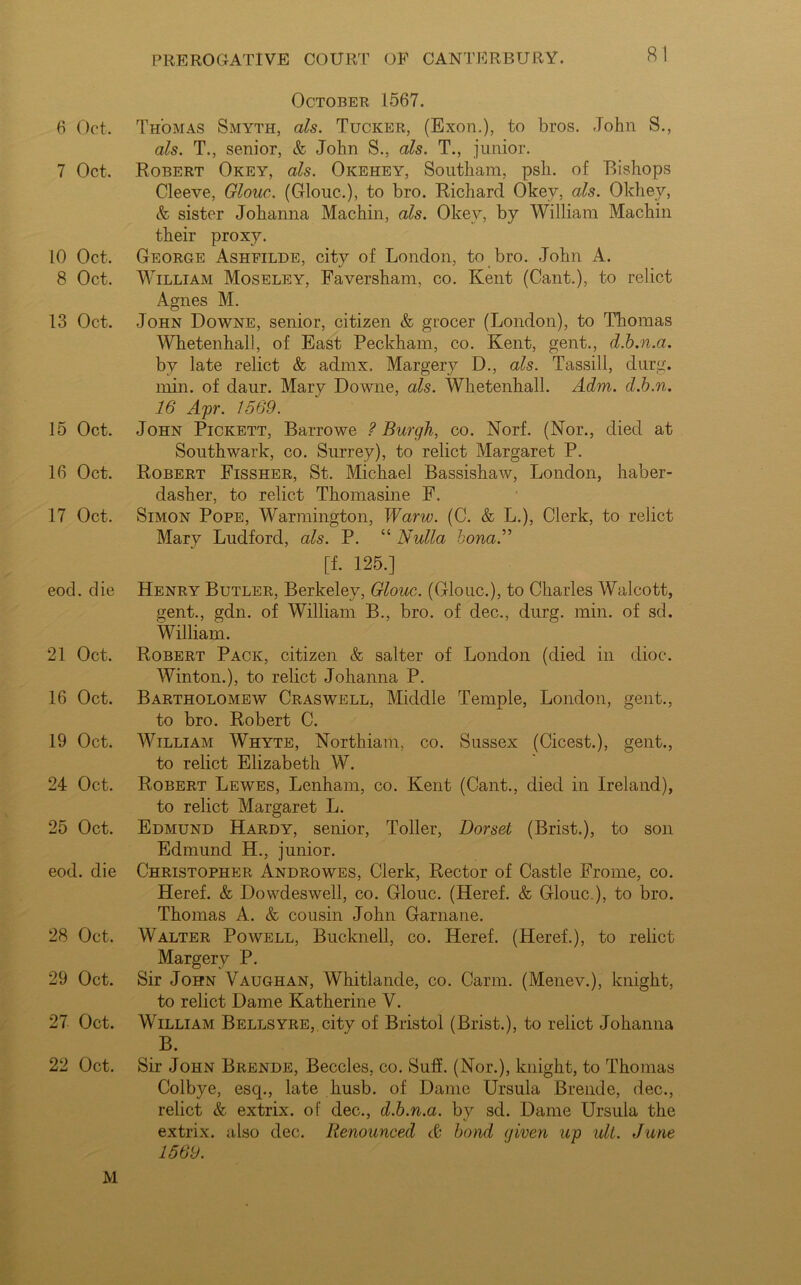 PREROGATIVE COURT OF CANTERBURY. 81
October 1567.
6 Oct. Thomas Smyth, als. Tucker, (Exon.), to bros. John S.,
als. T., senior, & John S., als. T., junior.
7 Oct. Robert Okey, als. Okehey, Southam, psh. of Bishops
Cleeve, Glouc. (Glouc.), to bro. Richard Okey, als. Okhey,
& sister Johanna Machin, als. Okey, by William Machin
their proxy.
10 Oct. George Ashfilde, city of London, to bro. John A.
8 Oct. William Moseley, Faversham, co. Kent (Cant.), to relict
Agnes M.
13 Oct. John Downe, senior, citizen & grocer (London), to Thomas
Whetenhall, of East Peckham, co. Kent, gent., d.b.n.a.
by late relict & admx. Margery D., als. Tassill, durg.
min. of daur. Mary Downe, als. Whetenhall. Adm. d.b.n.
16 Apr. 1569.
15 Oct. John Pickett, Barrowe ? Burgh, co. Norf. (Nor., died at
Southwark, co. Surrey), to relict Margaret P.
16 Oct. Robert Fissher, St. Michael Bassishaw, London, haber-
dasher, to relict Thomasine F.
17 Oct. Simon Pope, Warmington, Warw. (C. & L.), Clerk, to relict
Mary Ludford, als. P. “Nulla bona.”
[f. 125.]
eod. die Henry Butler, Berkeley, Glouc. (Glouc.), to Charles Walcott,
gent., gdn. of William B., bro. of dec., durg. min. of sd.
William.
21 Oct. Robert Pack, citizen & salter of London (died in dioc.
Winton.), to relict Johanna P.
16 Oct. Bartholomew Craswell, Middle Temple, London, gent.,
to bro. Robert C.
19 Oct. William Whyte, Northiam, co. Sussex (Cicest.), gent.,
to relict Elizabeth W.
24 Oct. Robert Lewes, Lenham, co. Kent (Cant., died in Ireland),
to relict Margaret L.
25 Oct. Edmund Hardy, senior, Toller, Dorset (Brist.), to son
Edmund H., junior.
eod. die Christopher Androwes, Clerk, Rector of Castle Frome, co.
Heref. & Dowdeswell, co. Glouc. (Heref. & Glouc.), to bro.
Thomas A. & cousin John Garnane.
28 Oct. Walter Powell, Bucknell, co. Heref. (Heref.), to relict
Margery P.
29 Oct. Sir John Vaughan, Whitlande, co. Carm. (Menev.), knight,
to relict Dame Katherine V.
27 Oct. William Bellsyre, city of Bristol (Brist.), to relict Johanna
B.
22 Oct. Sir John Brende, Beccles, co. Suff. (Nor.), knight, to Thomas
Colbye, esq., late husb. of Dame Ursula Brende, dec.,
relict & extrix. of dec., d.b.n.a. by sd. Dame Ursula the
extrix. also dec. Renounced & bond given up ult. June
1569.
M